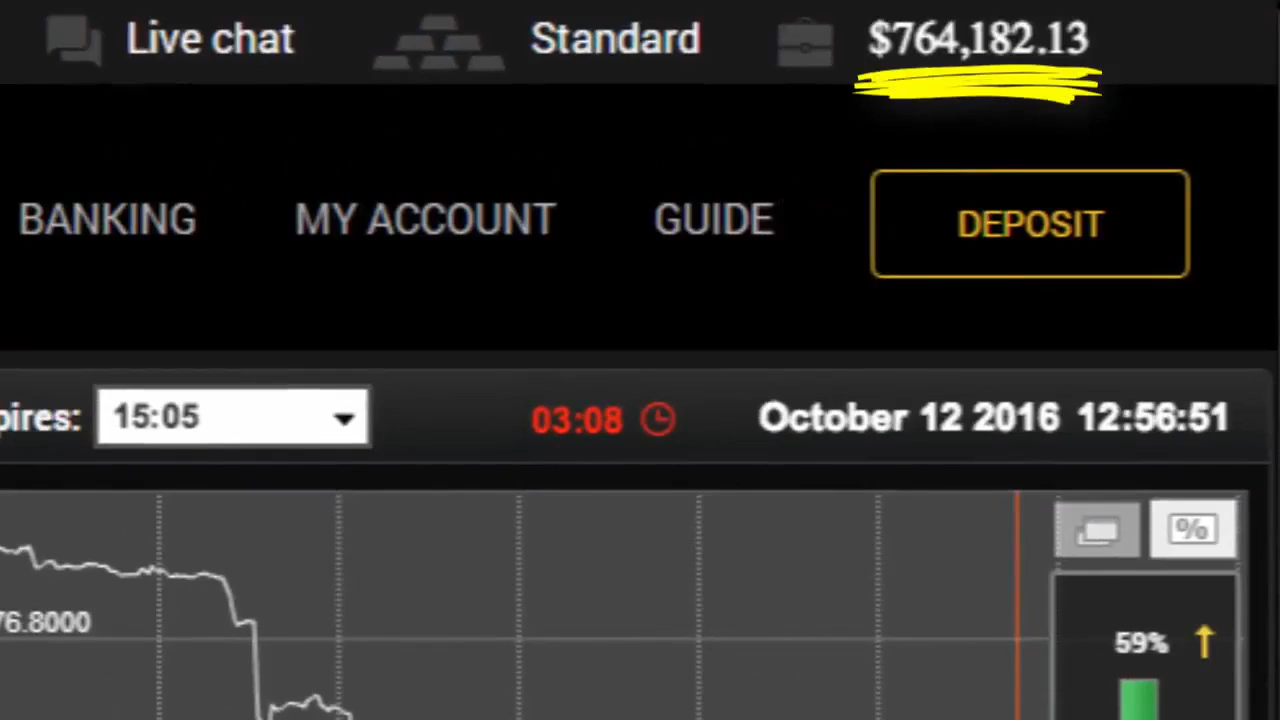 Live chat Standard $764,182.13
BANKING MY ACCOUNT GUIDE DEPOSIT
pires: 15:05 03:08 October 12 2016 12:56:51
%
76.8000
59%